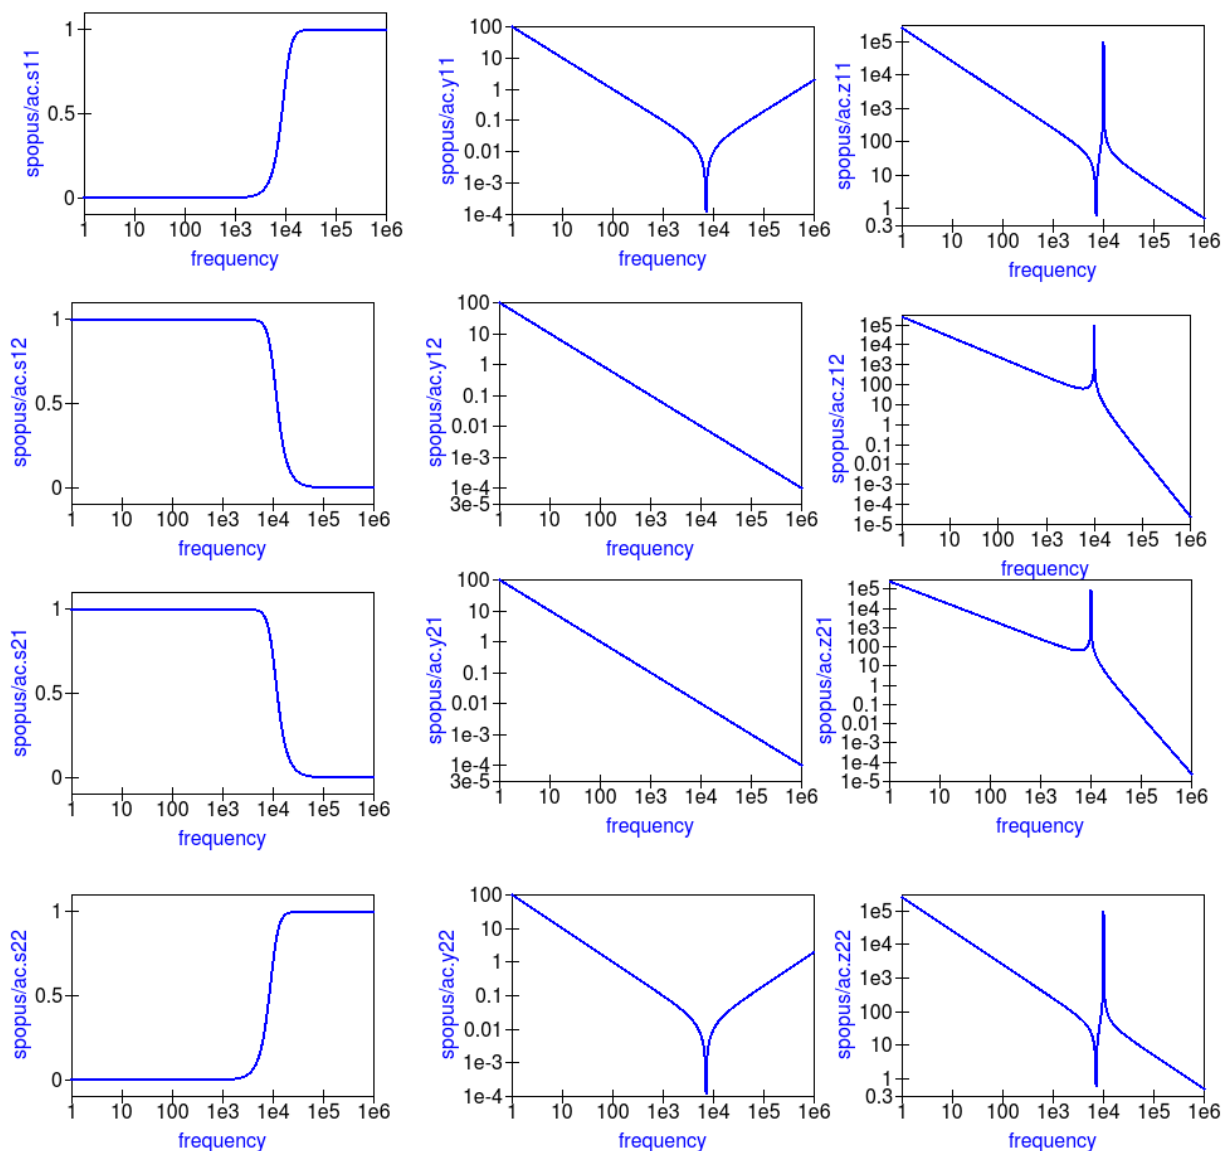 spopus/ac.s11
1
0.5
0
1 10 100 1e3 1e4 1e5 1e6
frequency
spopus/ac.y11
100
10
1
0.1
0.01
1e-3
1e-4
1 10 100 1e3 1e4 1e5 1e6
frequency
spopus/ac.z11
1e5
1e4
1e3
100
10
1
0.3
1 10 100 1e3 1e4 1e5 1e6
frequency
spopus/ac.s12
1
0.5
0
1 10 100 1e3 1e4 1e5 1e6
frequency
spopus/ac.y12
100
10
1
0.1
0.01
1e-3
1e-4
3e-5
1 10 100 1e3 1e4 1e5 1e6
frequency
spopus/ac.z12
1e5
1e4
1e3
100
10
1
0.1
0.01
1e-3
1e-4
1e-5
1 10 100 1e3 1e4 1e5 1e6
frequency
spopus/ac.s21
1
0.5
0
1 10 100 1e3 1e4 1e5 1e6
frequency
spopus/ac.y21
100
10
1
0.1
0.01
1e-3
1e-4
3e-5
1 10 100 1e3 1e4 1e5 1e6
frequency
spopus/ac.z21
1e5
1e4
1e3
100
10
1
0.1
0.01
1e-3
1e-4
1e-5
1 10 100 1e3 1e4 1e5 1e6
frequency
spopus/ac.s22
1
0.5
0
1 10 100 1e3 1e4 1e5 1e6
frequency
spopus/ac.y22
100
10
1
0.1
0.01
1e-3
1e-4
1 10 100 1e3 1e4 1e5 1e6
frequency
spopus/ac.z22
1e5
1e4
1e3
100
10
1
0.3
1 10 100 1e3 1e4 1e5 1e6
frequency